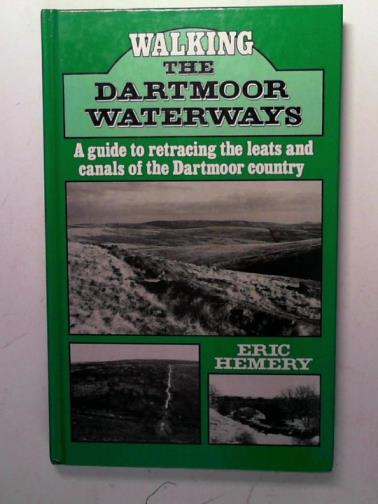 WALKING
THE
DARTMOOR
WATERWAYS
A guide to retracing the leats and
canals of the Dartmoor country
ERIC
HEMERY